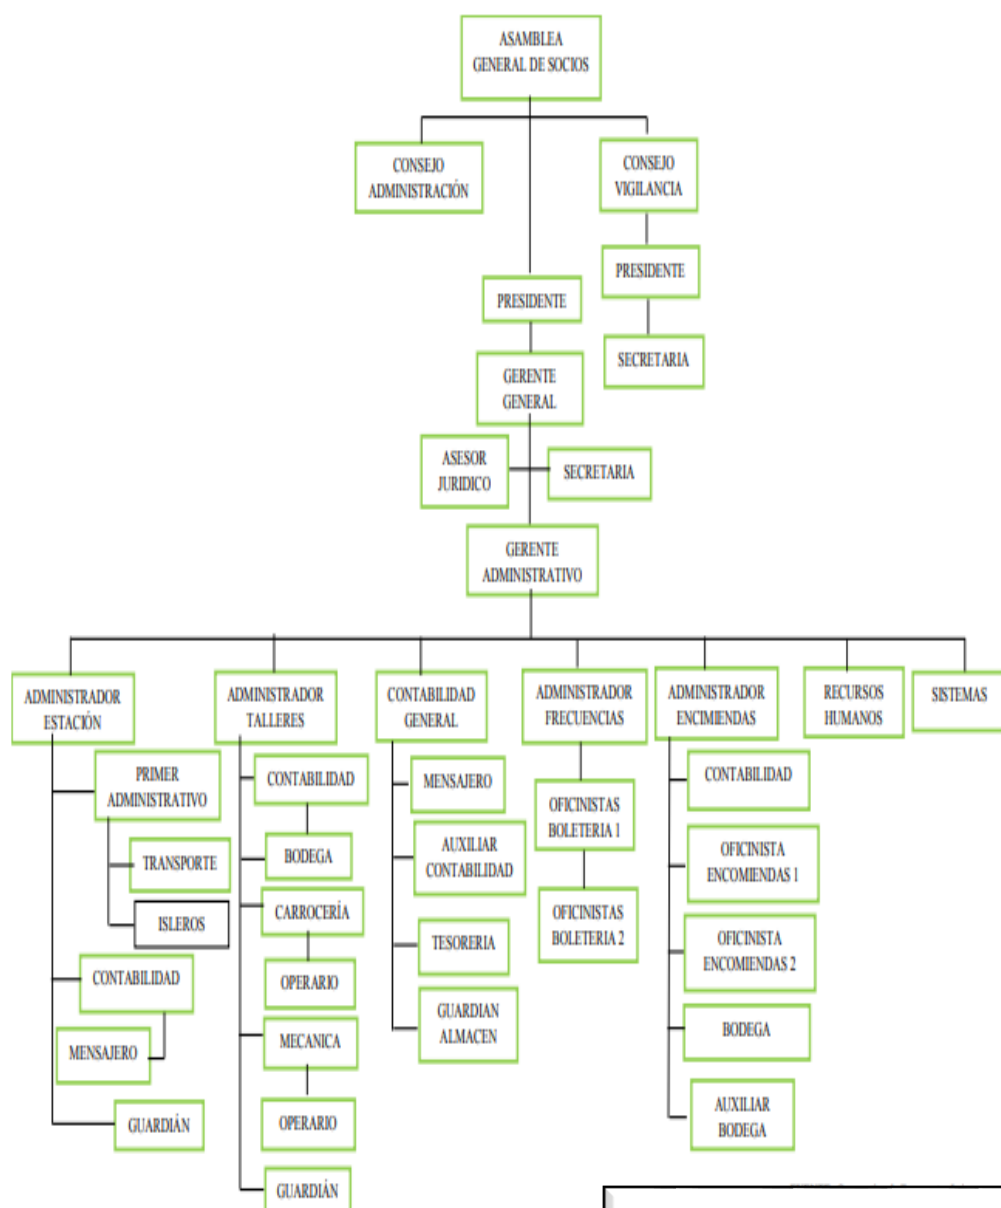 ASAMBLEA
GENERAL DE SOCIOS
CONSEJO
ADMINISTRACIÓN
CONSEJO
VIGILANCIA
PRESIDENTE
PRESIDENTE
SECRETARIA
GERENTE
GENERAL
ASESOR
JURIDICO
SECRETARIA
GERENTE
ADMINISTRATIVO
ADMINISTRADOR
ESTACIÓN
PRIMER
ADMINISTRATIVO
TRANSPORTE
ISLEROS
CONTABILIDAD
MENSAJERO
GUARDIÁN
ADMINISTRADOR
TALLERES
CONTABILIDAD
BODEGA
CARROCERÍA
OPERARIO
MECANICA
OPERARIO
GUARDIÁN
CONTABILIDAD
GENERAL
MENSAJERO
AUXILIAR
CONTABILIDAD
TESORERIA
GUARDIAN
ALMACEN
ADMINISTRADOR
FRECUENCIAS
OFICINISTAS
BOLETERIA 1
OFICINISTAS
BOLETERIA 2
ADMINISTRADOR
ENCIMIENDAS
CONTABILIDAD
OFICINISTA
ENCOMIENDAS 1
OFICINISTA
ENCOMIENDAS 2
BODEGA
AUXILIAR
BODEGA
RECURSOS
HUMANOS
SISTEMAS